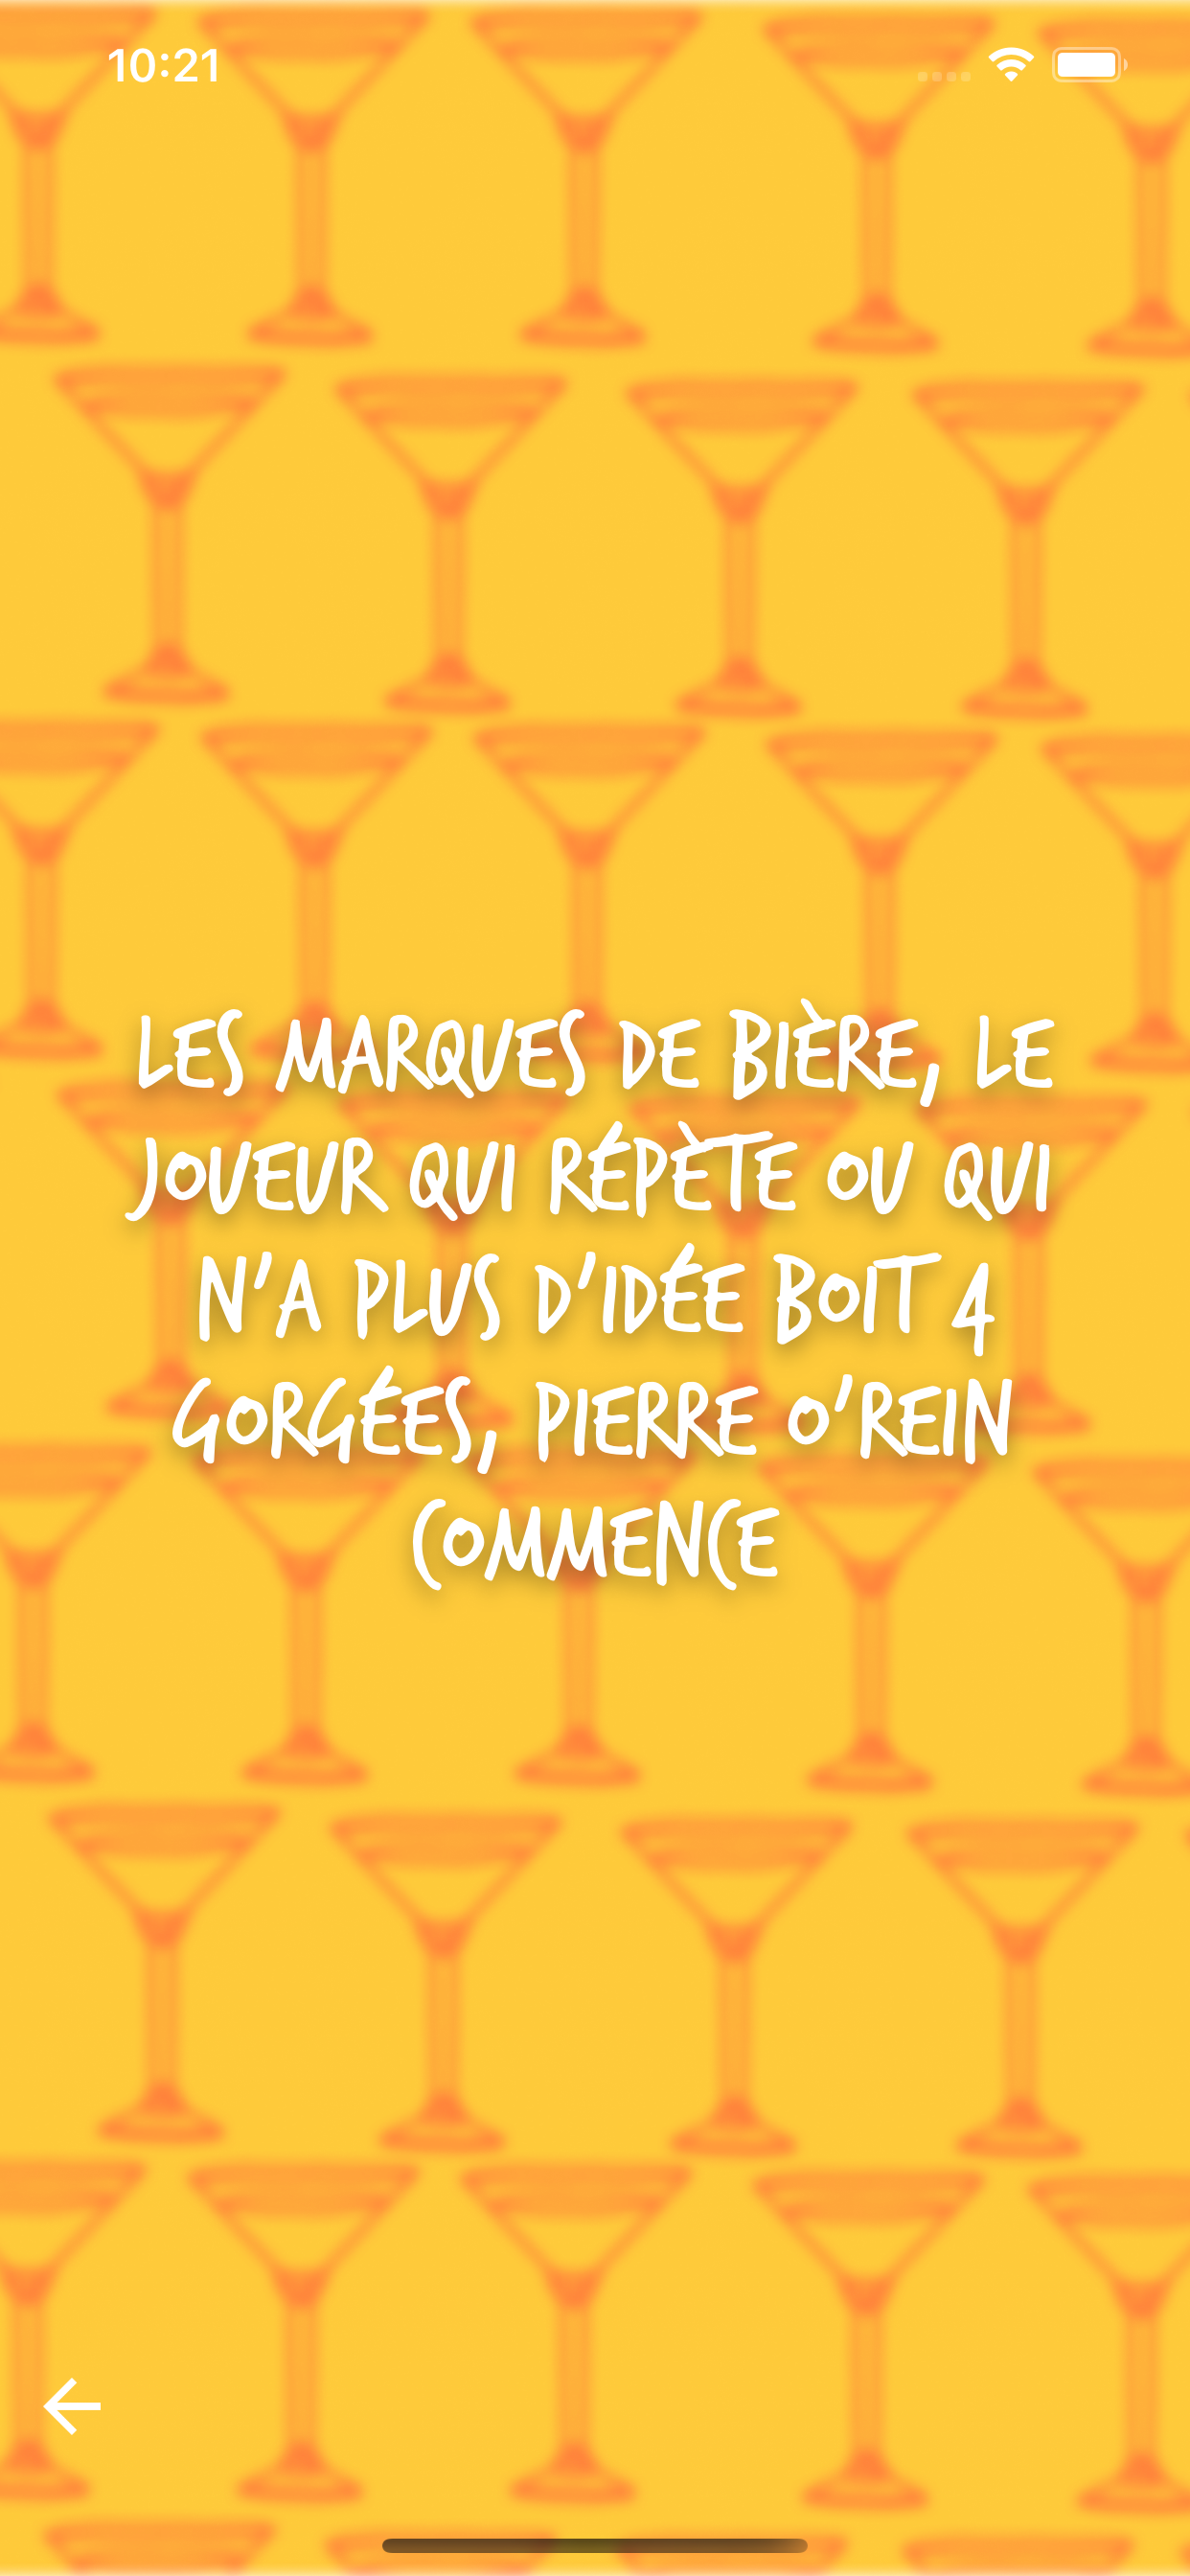 10:21
LES MARQUES DE BIÈRE, LE
JOUEUR QUI RÉPÈTE OU QUI
N'A PLUS D'IDÉE BOIT 4
GORGÉES, PIERRE O'REIN
COMMENCE